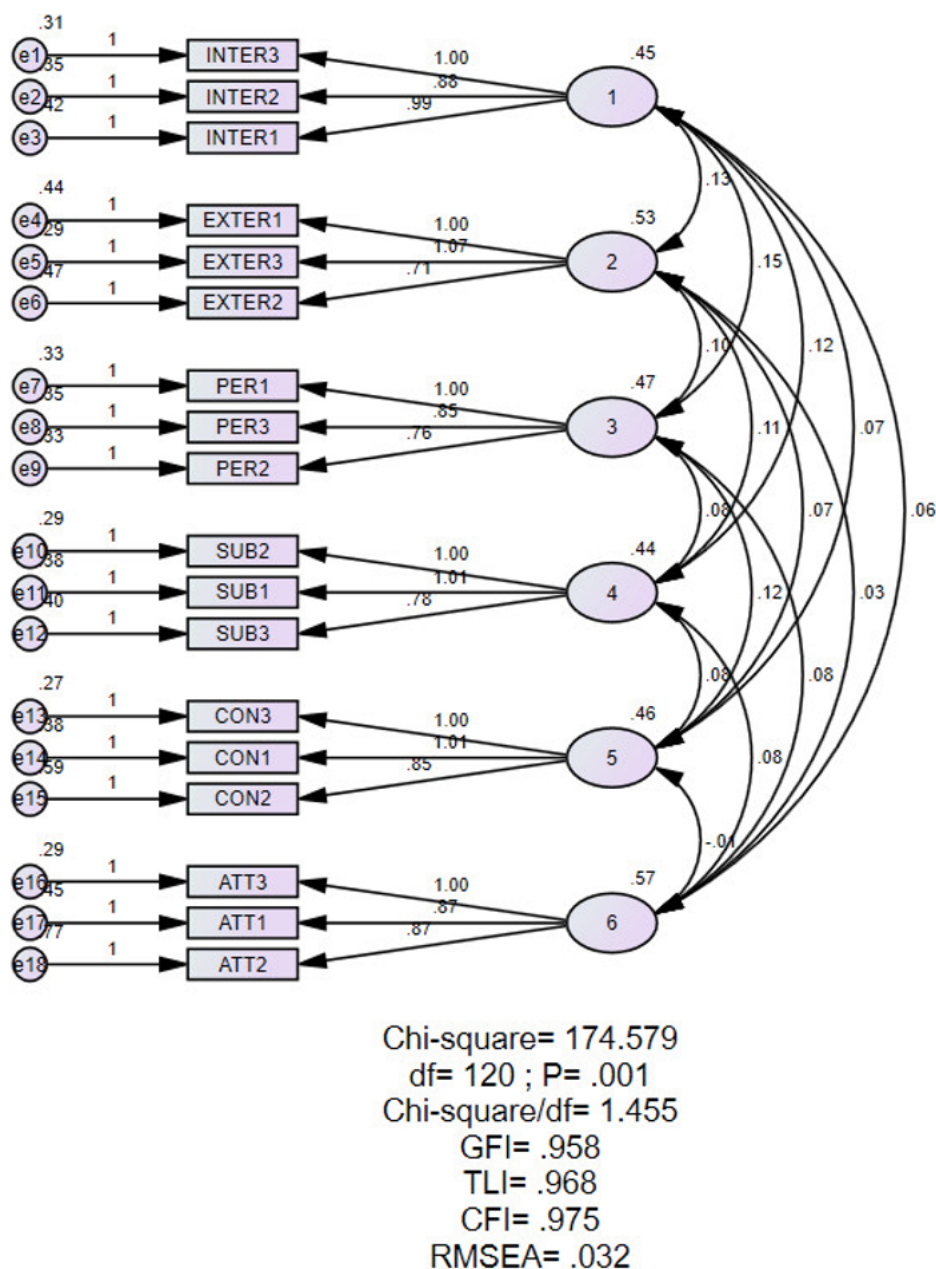 .31
e1 1 INTER3 1.00 1 .45
.35
e2 1 INTER2 .88
.42
e3 1 INTER1 .99
.13
.44
e4 1 EXTER1 1.00 2 .53
.29
e5 1 EXTER3 1.07
.47
e6 1 EXTER2 .71
.15
.10
.12
.33
e7 1 PER1 1.00 3 .47
.35
e8 1 PER3 .85
.33
e9 1 PER2 .76
.11
.07
.08
.07
.06
.29
e10 1 SUB2 1.00 4 .44
.38
e11 1 SUB1 1.01
.40
e12 1 SUB3 .78
.12
.03
.08
.08
.27
e13 1 CON3 1.00 5 .46
.38
e14 1 CON1 1.01
.59
e15 1 CON2 .85
.08
-.01
.29
e16 1 ATT3 1.00 6 .57
.45
e17 1 ATT1 .87
.77
e18 1 ATT2 .87
Chi-square= 174.579
df= 120 ; P= .001
Chi-square/df= 1.455
GFI= .958
TLI= .968
CFI= .975
RMSEA= .032